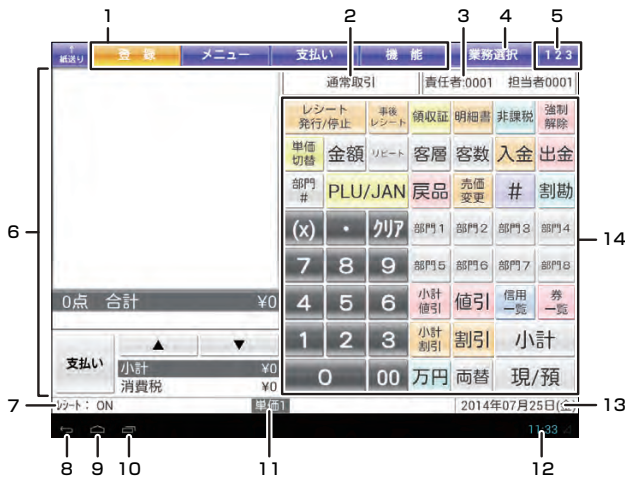 1 2 3 4 5
紙送り 登 録 メニュー 支払い 機 能 業務選択 1 2 3
通常取引 責任者:0001 担当者0001
レシート発行/停止 事後レシート 領収証 明細書 非課税 強制解除
単価切替 金額 リピート 客層 客数 入金 出金
部門# PLU/JAN 戻品 売価変更 # 割勘
6
(x) ・ クリア 部門1 部門2 部門3 部門4
14
7 8 9 部門5 部門6 部門7 部門8
0点 合計 ¥0
4 5 6 小計値引 値引 信用一覧 券一覧
1 2 3 小計割引 割引 小計
支払い ▲ ▼
小計 ¥0
消費税 ¥0
0 00 万円 両替 現/預
7
レシート: ON 単価1 2014年07月25日(金)
13
11:33
8 9 10 11 12